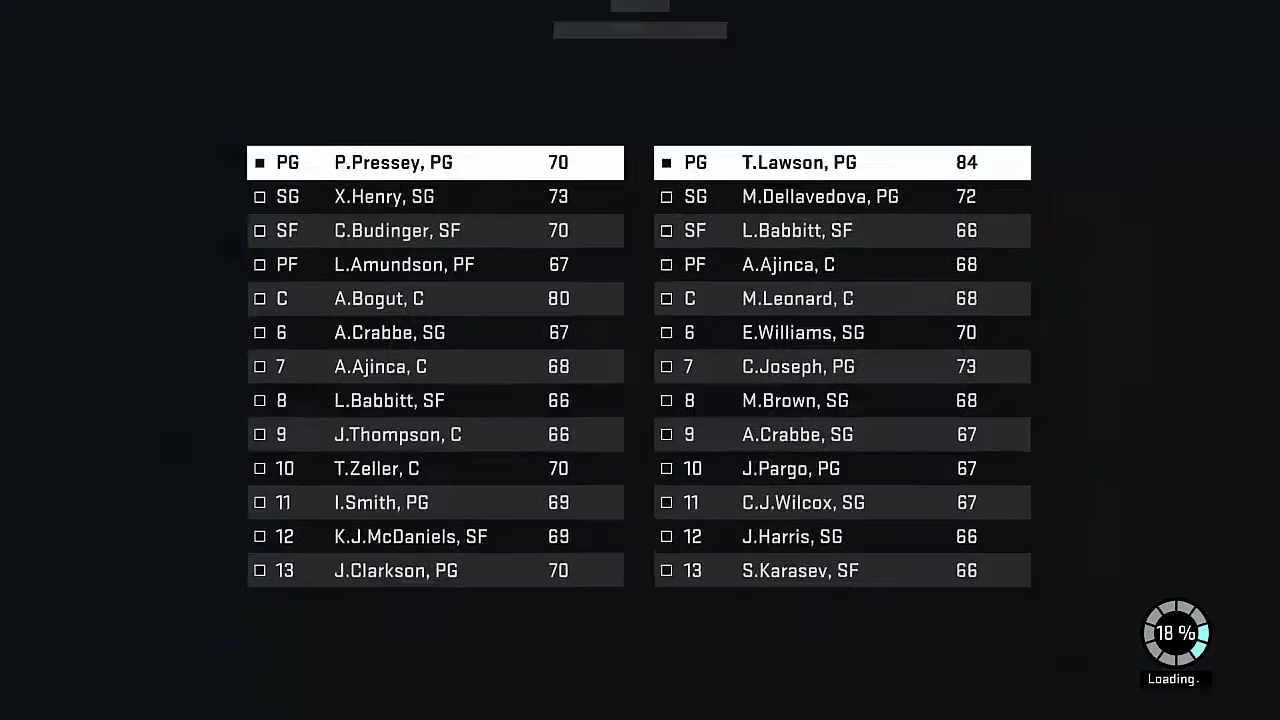 PG P.Pressey, PG 70
SG X.Henry, SG 73
SF C.Budinger, SF 70
PF L.Amundson, PF 67
C A.Bogut, C 80
6 A.Crabbe, SG 67
7 A.Ajinca, C 68
8 L.Babbitt, SF 66
9 J.Thompson, C 66
10 T.Zeller, C 70
11 I.Smith, PG 69
12 K.J.McDaniels, SF 69
13 J.Clarkson, PG 70
PG T.Lawson, PG 84
SG M.Dellavedova, PG 72
SF L.Babbitt, SF 66
PF A.Ajinca, C 68
C M.Leonard, C 68
6 E.Williams, SG 70
7 C.Joseph, PG 73
8 M.Brown, SG 68
9 A.Crabbe, SG 67
10 J.Pargo, PG 67
11 C.J.Wilcox, SG 67
12 J.Harris, SG 66
13 S.Karasev, SF 66
18 %
Loading.